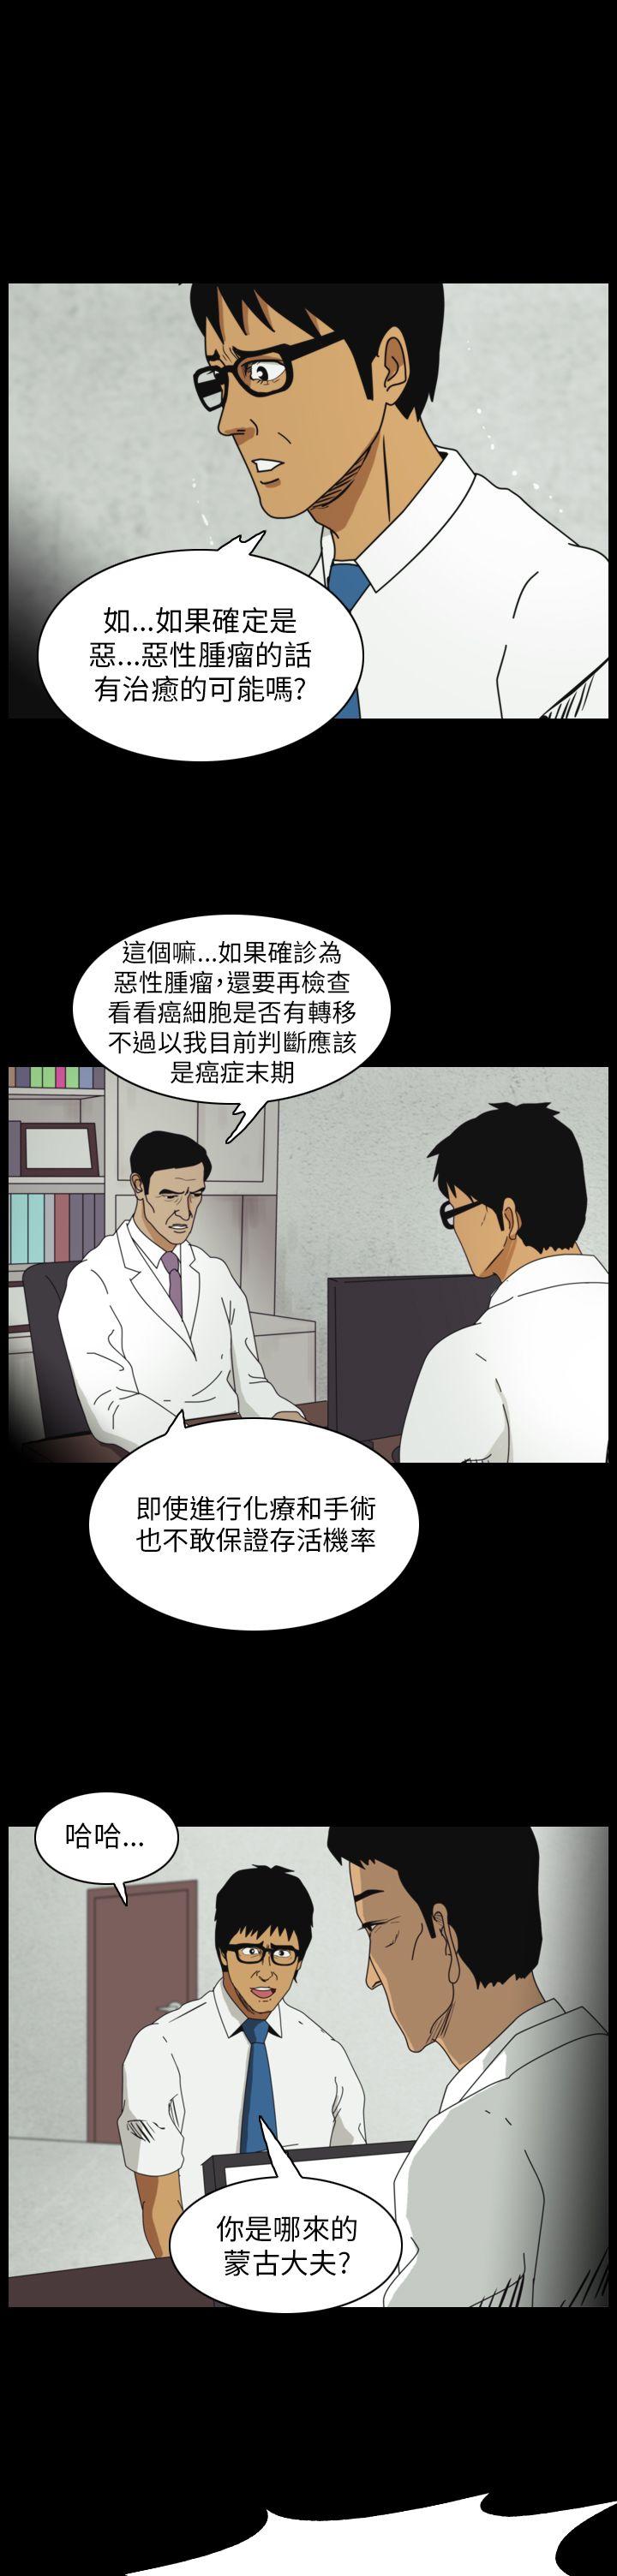 如...如果確定是
惡...惡性腫瘤的話
有治癒的可能嗎?
這個嘛...如果確診為
惡性腫瘤,還要再檢查
看看癌細胞是否有轉移
不過以我目前判斷應該
是癌症末期
即使進行化療和手術
也不敢保證存活機率
哈哈...
你是哪來的
蒙古大夫?